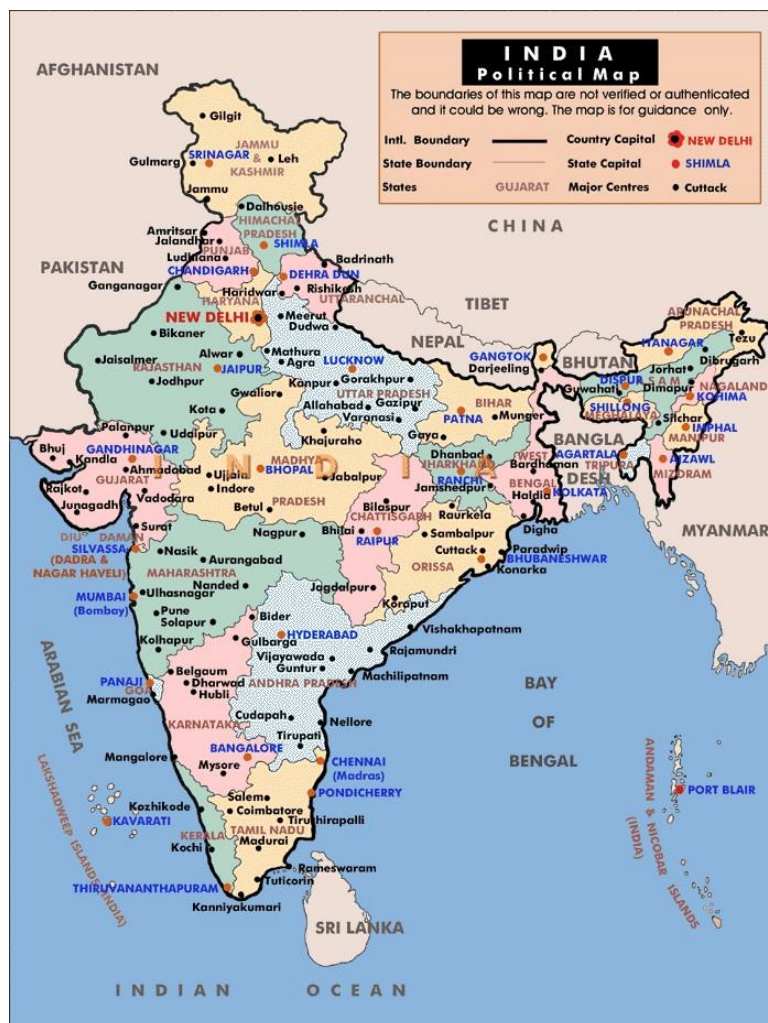 INDIA
Political Map
The boundaries of this map are not verified or authenticated
and it could be wrong. The map is for guidance only.
Intl. Boundary
Country Capital
NEW DELHI
State Boundary
State Capital
SHIMLA
States
GUJARAT
Major Centres
Cuttack
AFGHANISTAN
Gilgit
JAMMU
&
KASHMIR
SRINAGAR
Gulmarg
Leh
Jammu
Dalhousie
HIMACHAL
PRADESH
CHINA
Amritsar
Jalandhar
PUNJAB
SHIMLA
Ludhiana
PAKISTAN
CHANDIGARH
DEHRA DUN
Badrinath
Ganganagar
Haridwar
Rishikesh
UTTARANCHAL
HARYANA
TIBET
NEW DELHI
Meerut
Dudwa
Bikaner
NEPAL
ARUNACHAL
PRADESH
Tezu
HANAGAR
Jaisalmer
Alwar
Mathura
Agra
LUCKNOW
GANGTOK
Darjeeling
BHUTAN
Dibrugarh
Jorhat
RAJASTHAN
JAIPUR
Jodhpur
Kanpur
Gorakhpur
DISPUR
S A M
Guwahati
Dimapur
NAGALAND
KOHIMA
Gwalior
UTTAR PRADESH
Allahabad
Gazipur
Varanasi
BIHAR
PATNA
Munger
SHILLONG
MEGHALAYA
Silchar
IMPHAL
MANIPUR
Kota
Palanpur
Udaipur
Khajuraho
Gaya
BANGLA
DESH
AGARTALA
TRIPURA
AIZAWL
MIZORAM
Bhuj
GANDHINAGAR
Kandla
Ahmadabad
GUJARAT
INDIA
Ujjain
Indore
MADHYA
BHOPAL
Jabalpur
Dhanbad
JHARKHAND
RANCHI
WEST
Bardhaman
BENGAL
Rajkot
Vadodara
Junagadh
Betul
PRADESH
Bilaspur
Jamshedpur
Haldia
KOLKATA
CHATTISGARH
Raurkela
Digha
MYANMAR
Surat
DIU
DAMAN
SILVASSA
(DADRA &
NAGAR HAVELI)
Nagpur
Bhilai
RAIPUR
Sambalpur
Cuttack
Paradwip
BHUBANESHWAR
Konarka
ORISSA
Nasik
Aurangabad
MAHARASHTRA
Nanded
Jagdalpur
Koraput
MUMBAI
(Bombay)
Ulhasnagar
Pune
Solapur
Bider
HYDERABAD
Vishakhapatnam
Kolhapur
Gulbarga
Vijayawada
Rajamundri
Guntur
Machilipatnam
ARABIAN SEA
PANAJI
GOA
Marmagao
Belgaum
Dharwad
Hubli
ANDHRA PRADESH
BAY
OF
BENGAL
KARNATAKA
Cudapah
Nellore
Tirupati
Mangalore
BANGALORE
Mysore
CHENNAI
(Madras)
PONDICHERRY
LAKSHADWEEP ISLANDS (INDIA)
KAVARATI
Kozhikode
Salem
Coimbatore
Tiruthirapalli
KERALA
TAMIL NADU
Kochi
Madurai
ANDAMAN & NICOBAR ISLANDS
(INDIA)
PORT BLAIR
Rameswaram
Tuticorin
THIRUVANANTHAPURAM
Kanniyakumari
SRI LANKA
INDIAN OCEAN